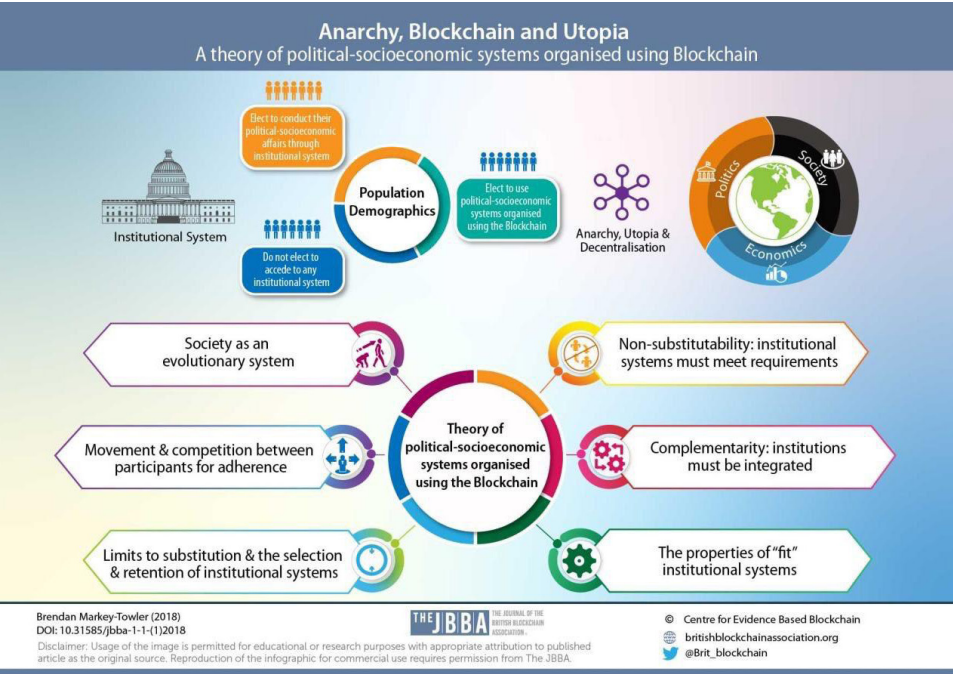 Anarchy, Blockchain and Utopia
A theory of political-socioeconomic systems organised using Blockchain
Elect to conduct their
political-socioeconomic
affairs through
institutional system
Institutional System
Population
Demographics
Elect to use
political-socioeconomic
systems organised
using the Blockchain
Do not elect to
accede to any
institutional system
Anarchy, Utopia &
Decentralisation
Politics
Society
Economics
Society as an
evolutionary system
Non-substitutability: institutional
systems must meet requirements
Movement & competition between
participants for adherence
Theory of
political-socioeconomic
systems organised
using the Blockchain
Complementarity: institutions
must be integrated
Limits to substitution & the selection
& retention of institutional systems
The properties of "fit"
institutional systems
Brendan Markey-Towler (2018)
DOI: 10.31585/jbba-1-1-(1)2018
Disclaimer: Usage of the image is permitted for educational or research purposes with appropriate attribution to published
article as the original source. Reproduction of the infographic for commercial use requires permission from The JBBA.
THE JBBA
THE JOURNAL OF THE
BRITISH BLOCKCHAIN
ASSOCIATION
© Centre for Evidence Based Blockchain
britishblockchainassociation.org
@Brit_blockchain